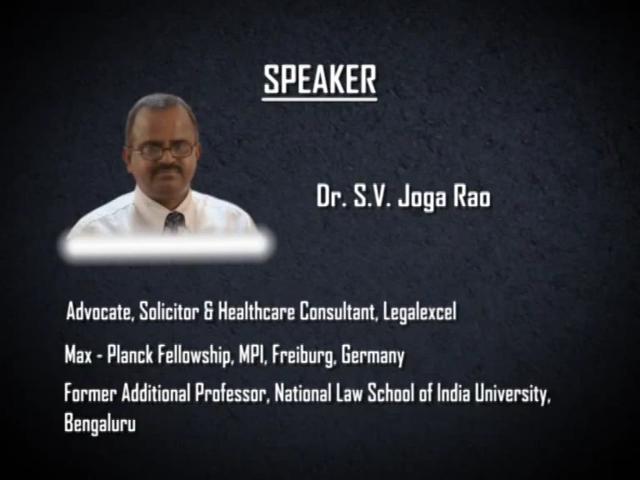 SPEAKER
Dr. S.V. Joga Rao
Advocate, Solicitor & Healthcare Consultant, Legalexcel
Max - Planck Fellowship, MPI, Freiburg, Germany
Former Additional Professor, National Law School of India University,
Bengaluru